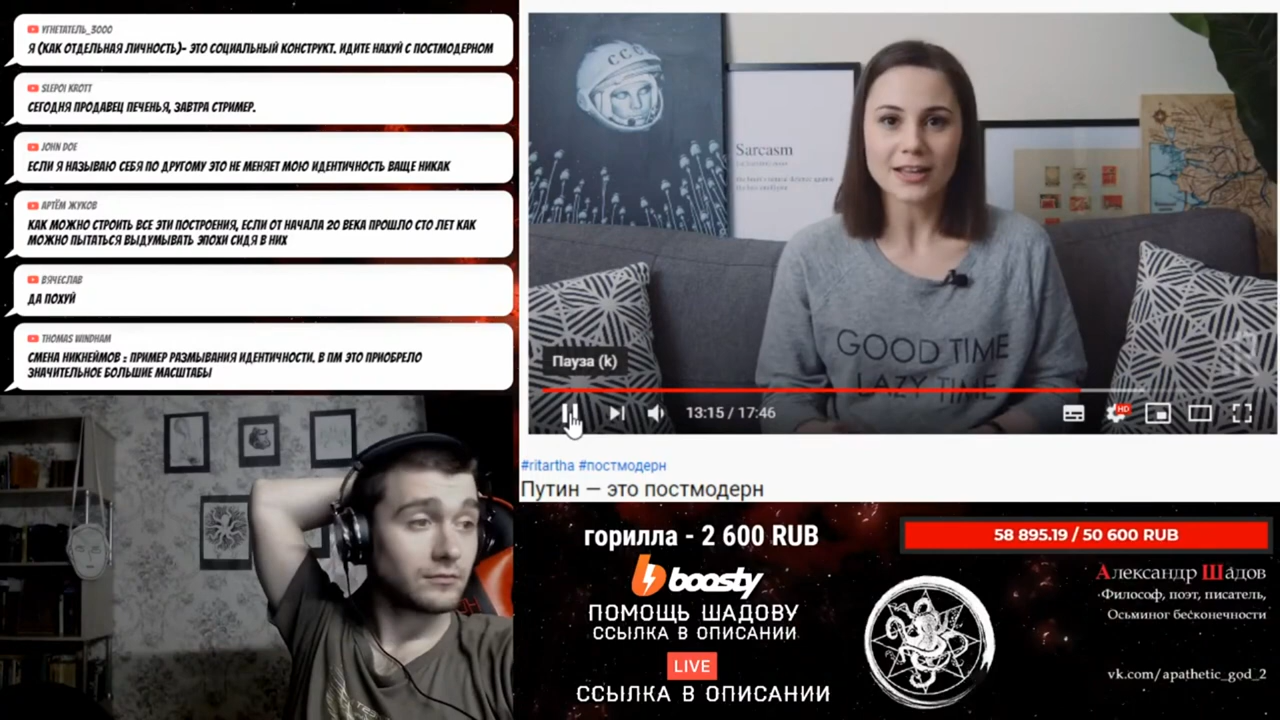 УГНЕТАТЕЛЬ_3000
Я (КАК ОТДЕЛЬНАЯ ЛИЧНОСТЬ)- ЭТО СОЦИАЛЬНЫЙ КОНСТРУКТ. ИДИТЕ НАХУЙ С ПОСТМОДЕРНОМ
SLEPOI KROTT
СЕГОДНЯ ПРОДАВЕЦ ПЕЧЕНЬЯ, ЗАВТРА СТРИМЕР.
JOHN DOE
ЕСЛИ Я НАЗЫВАЮ СЕБЯ ПО ДРУГОМУ ЭТО НЕ МЕНЯЕТ МОЮ ИДЕНТИЧНОСТЬ ВАЩЕ НИКАК
АРТЁМ ЖУКОВ
КАК МОЖНО СТРОИТЬ ВСЕ ЭТИ ПОСТРОЕНИЯ, ЕСЛИ ОТ НАЧАЛА 20 ВЕКА ПРОШЛО СТО ЛЕТ КАК
МОЖНО ПЫТАТЬСЯ ВЫДУМЫВАТЬ ЭПОХИ СИДЯ В НИХ
ВЯЧЕСЛАВ
ДА ПОХУЙ
THOMAS WINDHAM
СМЕНА НИКНЕЙМОВ = ПРИМЕР РАЗМЫВАНИЯ ИДЕНТИЧНОСТИ. В ПМ ЭТО ПРИОБРЕЛО
ЗНАЧИТЕЛЬНОЕ БОЛЬШИЕ МАСШТАБЫ
СССР
Sarcasm
GOOD TIME
LAZY TIME
Пауза (k)
13:15 / 17:46
HD
#ritartha #постмодерн
Путин — это постмодерн
горилла - 2 600 RUB
boosty
ПОМОЩЬ ШАДОВУ
ССЫЛКА В ОПИСАНИИ
LIVE
ССЫЛКА В ОПИСАНИИ
58 895.19 / 50 600 RUB
Александр Шадов
Философ, поэт, писатель,
Осьминог бесконечности
vk.com/apathetic_god_2